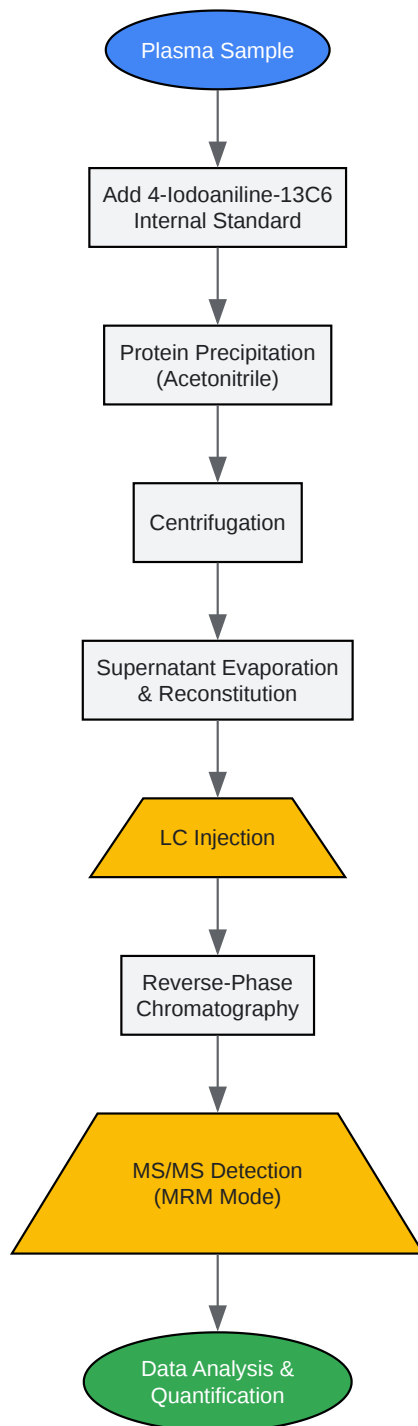 Plasma Sample
Add 4-Iodoaniline-13C6
Internal Standard
Protein Precipitation
(Acetonitrile)
Centrifugation
Supernatant Evaporation
& Reconstitution
LC Injection
Reverse-Phase
Chromatography
MS/MS Detection
(MRM Mode)
Data Analysis &
Quantification